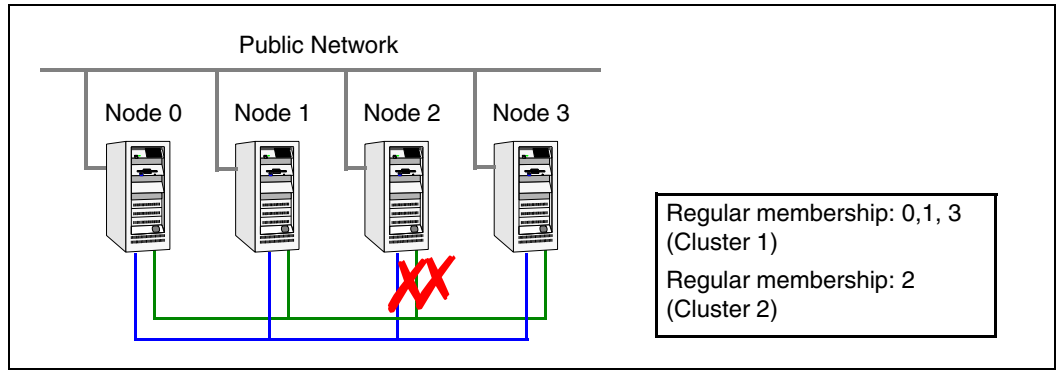 Public Network
Node 0
Node 1
Node 2
Node 3
Regular membership: 0,1, 3
(Cluster 1)
Regular membership: 2
(Cluster 2)